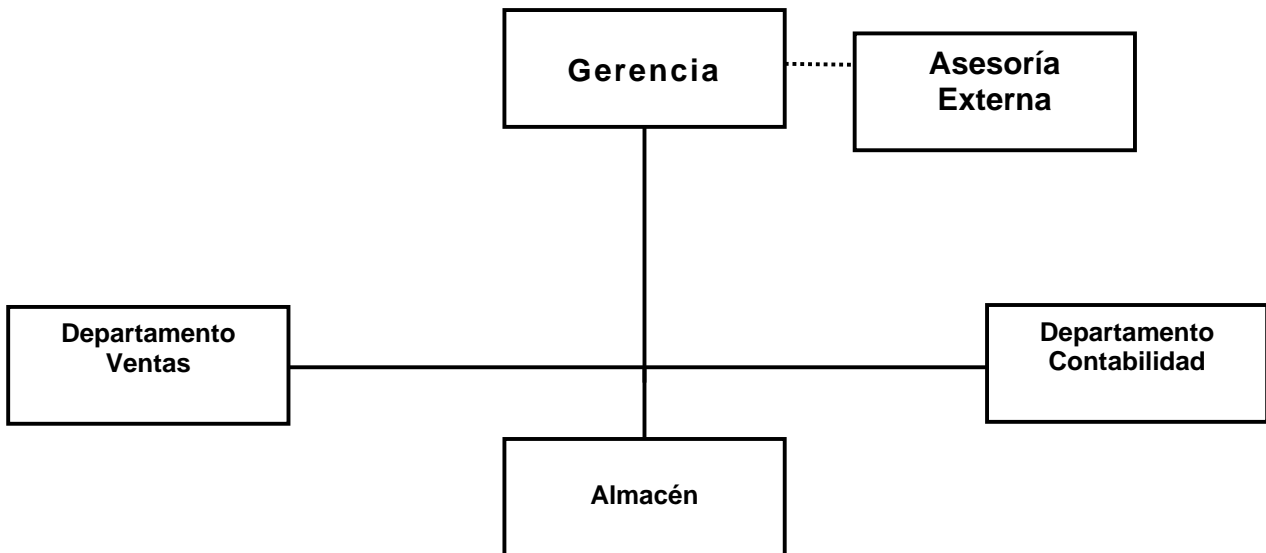 Gerencia
Asesoría
Externa
Departamento
Ventas
Departamento
Contabilidad
Almacén